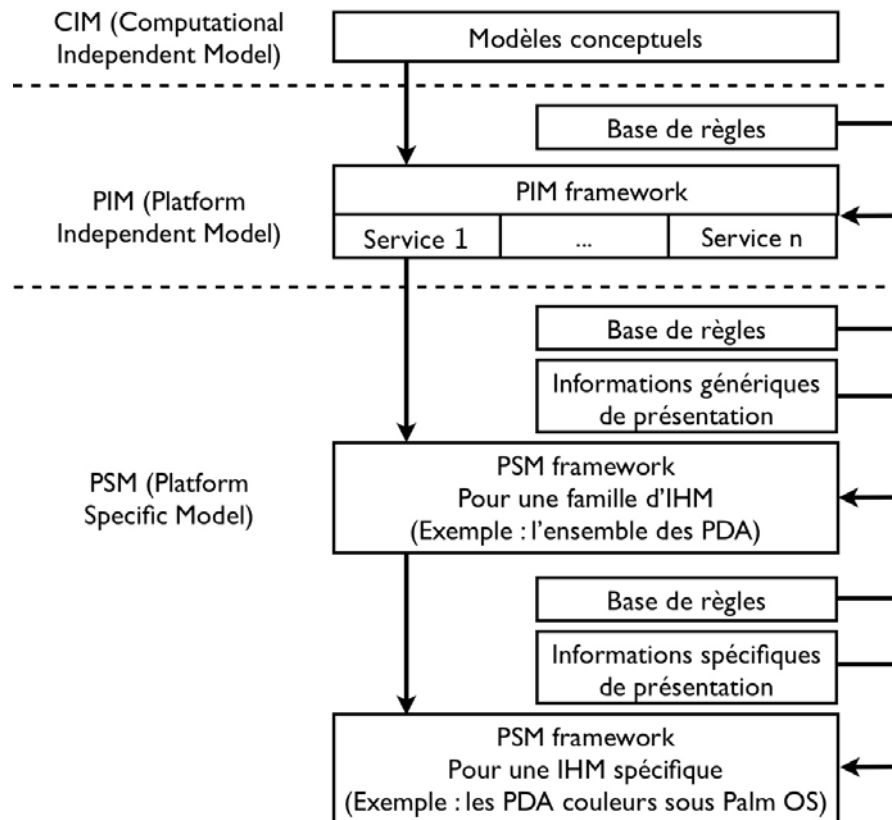 CIM (Computational
Independent Model)
Modèles conceptuels
Base de règles
PIM (Platform
Independent Model)
PIM framework
Service 1
...
Service n
Base de règles
Informations génériques
de présentation
PSM (Platform
Specific Model)
PSM framework
Pour une famille d'IHM
(Exemple : l'ensemble des PDA)
Base de règles
Informations spécifiques
de présentation
PSM framework
Pour une IHM spécifique
(Exemple : les PDA couleurs sous Palm OS)